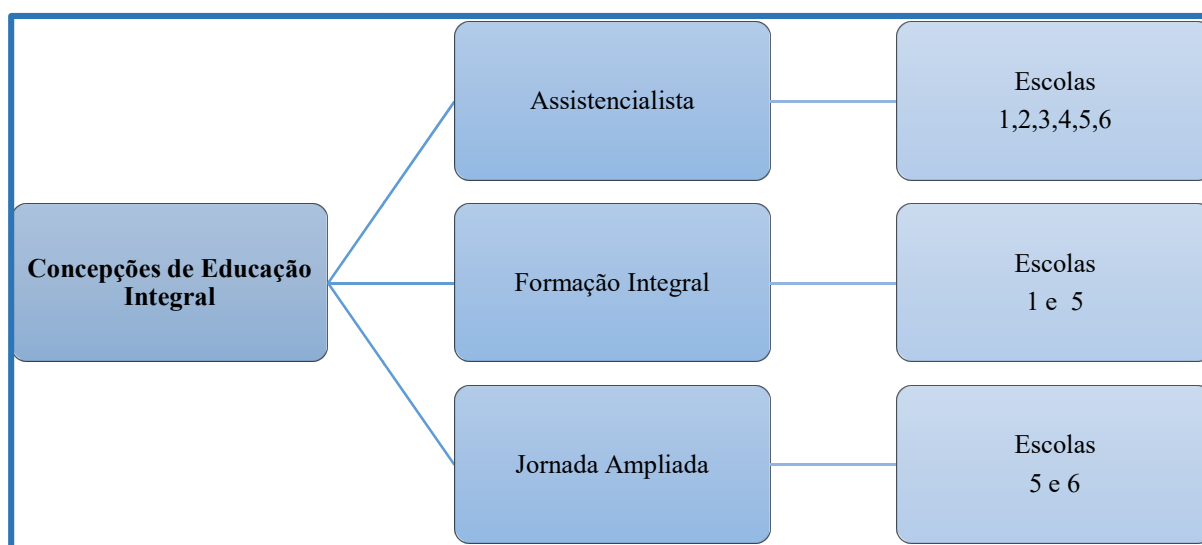 Concepções de Educação
Integral
Assistencialista
Escolas
1,2,3,4,5,6
Formação Integral
Escolas
1 e 5
Jornada Ampliada
Escolas
5 e 6